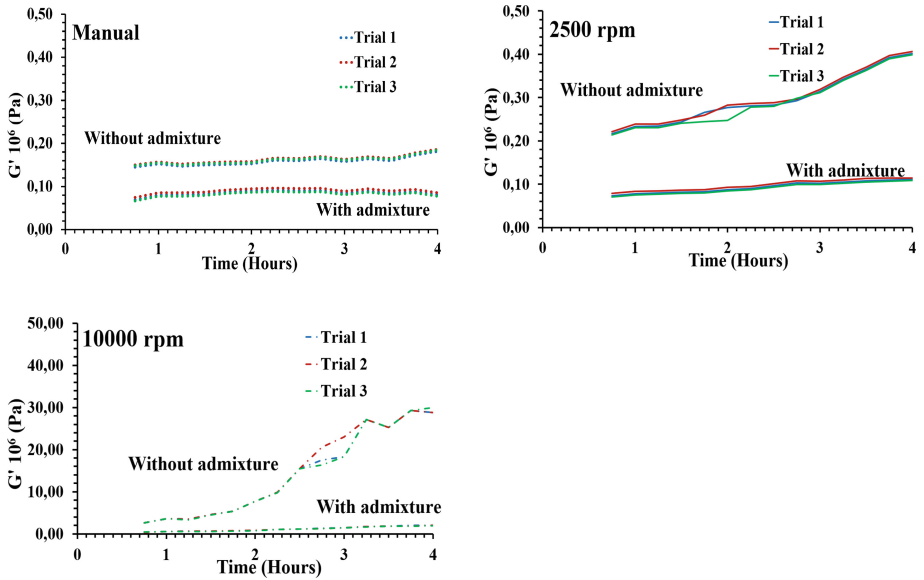 Manual
Trial 1
Trial 2
Trial 3
Without admixture
With admixture
G' 10⁶ (Pa)
0,50
0,40
0,30
0,20
0,10
0,00
0 1 2 3 4
Time (Hours)
2500 rpm
Trial 1
Trial 2
Trial 3
Without admixture
With admixture
G' 10⁶ (Pa)
0,50
0,40
0,30
0,20
0,10
0,00
0 1 2 3 4
Time (Hours)
10000 rpm
Trial 1
Trial 2
Trial 3
Without admixture
With admixture
G' 10⁶ (Pa)
50,00
40,00
30,00
20,00
10,00
0,00
0 1 2 3 4
Time (Hours)